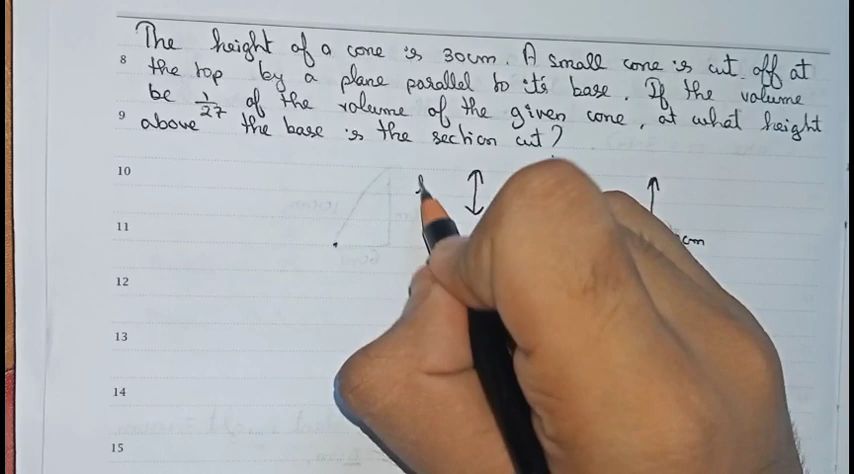 The height of a cone is 30cm. A small cone is cut off at
8
the top by a plane parallel to its base. If the volume
be 1/27 of the volume of the given cone, at what height
9
above the base is the section cut?
10
11
cm
12
13
14
15